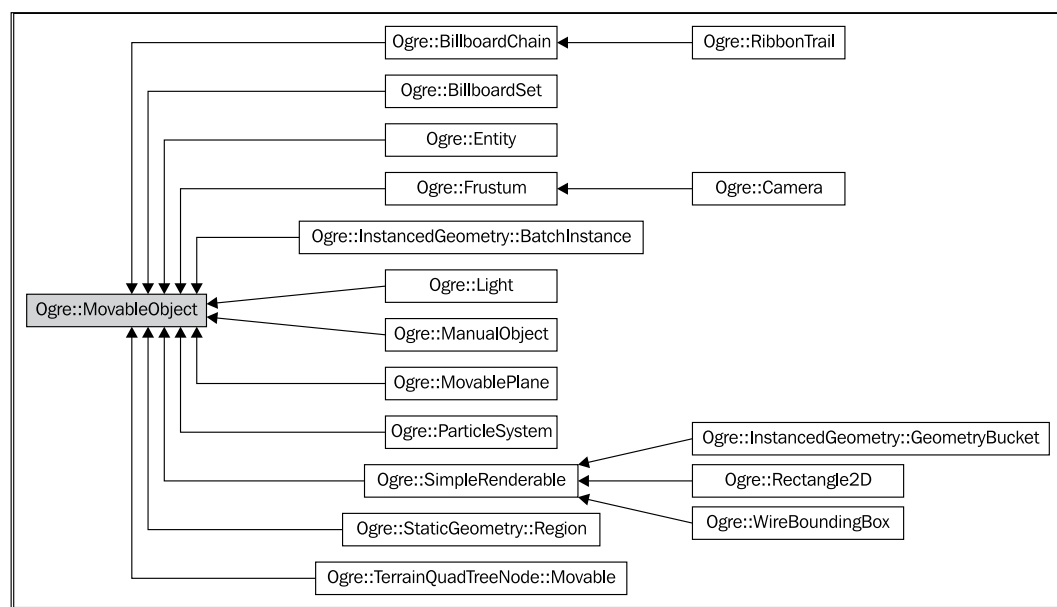 Ogre::BillboardChain
Ogre::RibbonTrail
Ogre::BillboardSet
Ogre::Entity
Ogre::Frustum
Ogre::Camera
Ogre::InstancedGeometry::BatchInstance
Ogre::Light
Ogre::MovableObject
Ogre::ManualObject
Ogre::MovablePlane
Ogre::ParticleSystem
Ogre::InstancedGeometry::GeometryBucket
Ogre::SimpleRenderable
Ogre::Rectangle2D
Ogre::WireBoundingBox
Ogre::StaticGeometry::Region
Ogre::TerrainQuadTreeNode::Movable